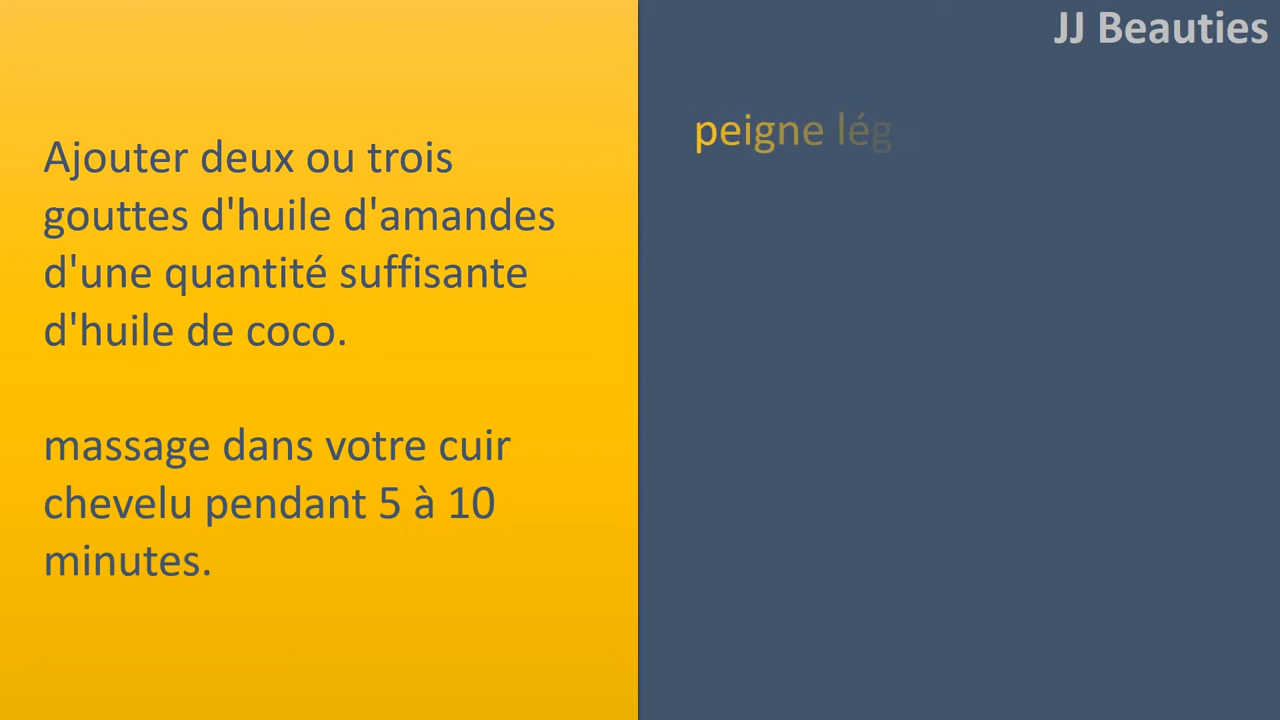 JJ Beauties
Ajouter deux ou trois
gouttes d'huile d'amandes
d'une quantité suffisante
d'huile de coco.
massage dans votre cuir
chevelu pendant 5 à 10
minutes.
peigne